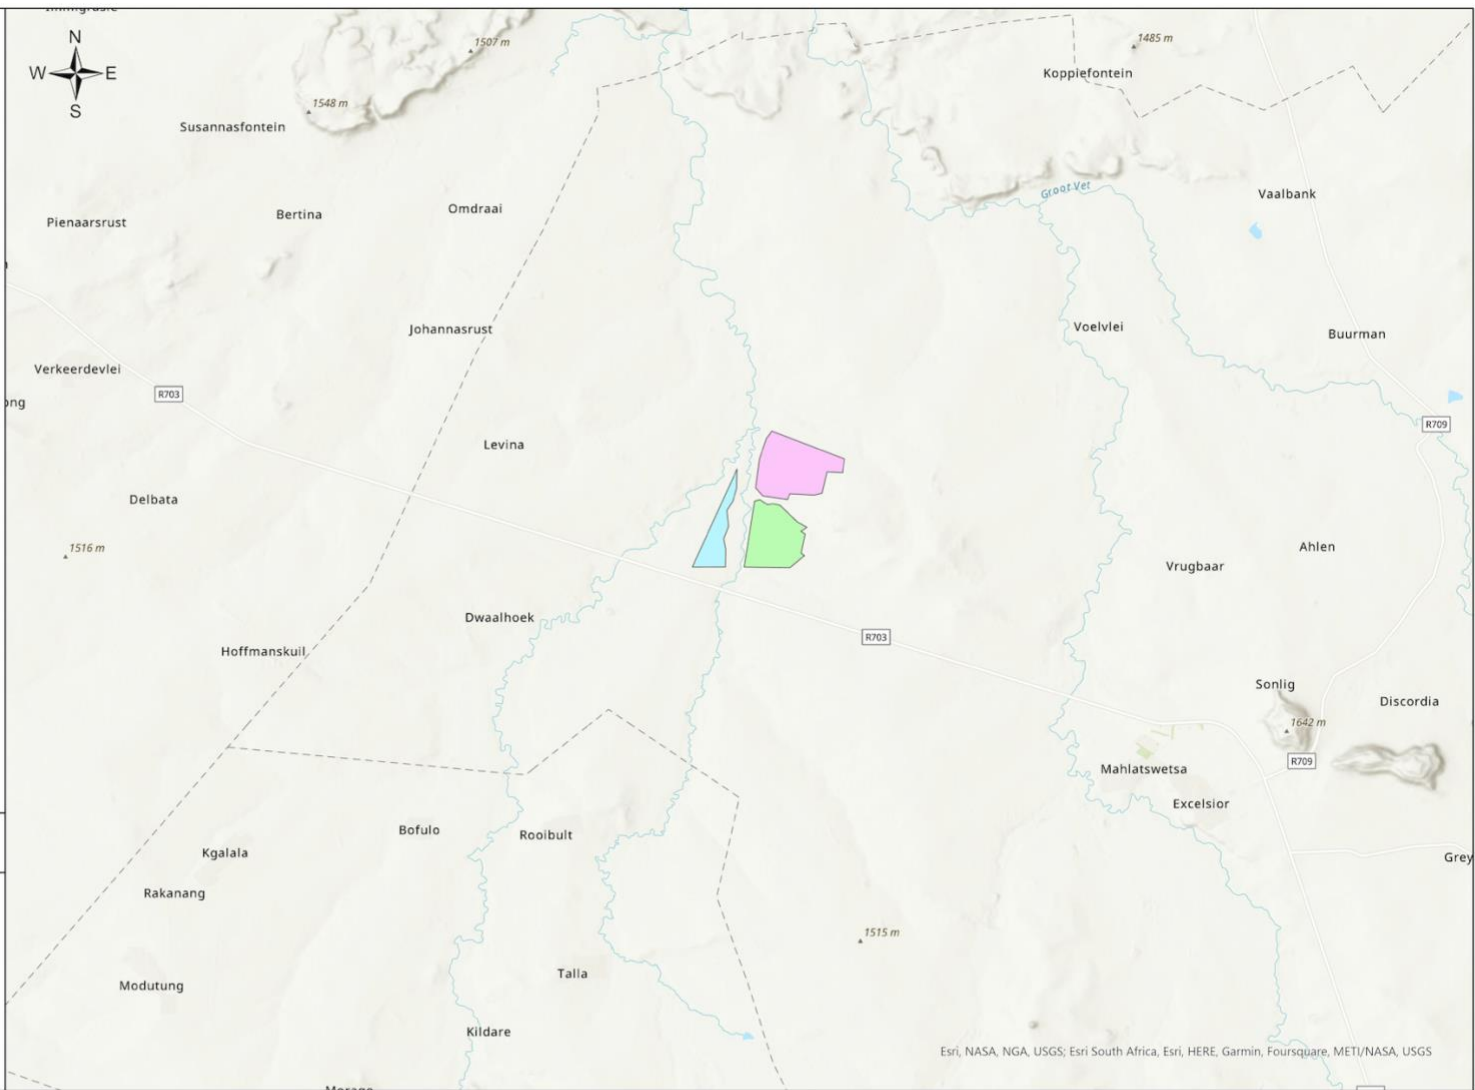 N
1507 m
1485 m
W E
Koppiefontein
S
1548 m
Susannasfontein
Groot Vet
Vaalbank
Omdraai
Bertina
Pienaarsrust
Johannasrust
Voelvlei
Buurman
Verkeerdevlei
R703
ong
R709
Levina
Delbata
1516 m
Ahlen
Vrugbaar
Dwaalhoek
R703
Hoffmanskuil
Sonlig
Discordia
1642 m
R709
Mahlatswetsa
Excelsior
Bofulo
Rooibult
Kgalala
Grey
Rakanang
1515 m
Talla
Modutung
Kildare
Esri, NASA, NGA, USGS; Esri South Africa, Esri, HERE, Garmin, Foursquare, METI/NASA, USGS